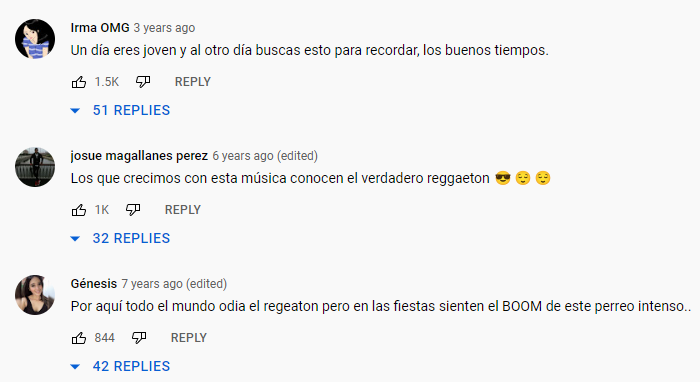 Irma OMG 3 years ago
Un día eres joven y al otro día buscas esto para recordar, los buenos tiempos.
1.5K REPLY
51 REPLIES
josue magallanes perez 6 years ago (edited)
Los que crecimos con esta música conocen el verdadero reggaeton 😎 😌 😌
1K REPLY
32 REPLIES
Génesis 7 years ago (edited)
Por aquí todo el mundo odia el regeaton pero en las fiestas sienten el BOOM de este perreo intenso..
844 REPLY
42 REPLIES